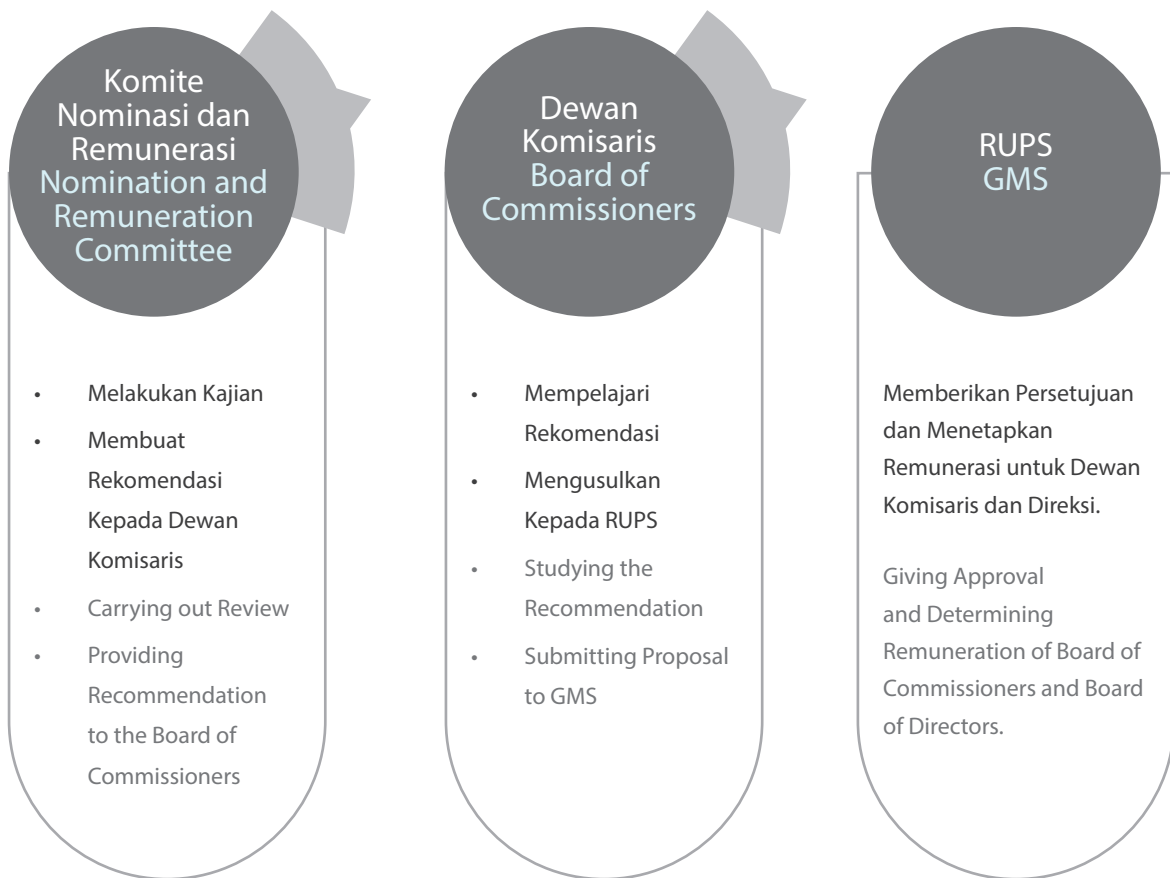 Komite
Nominasi dan
Remunerasi
Nomination and
Remuneration
Committee
• Melakukan Kajian
• Membuat
Rekomendasi
Kepada Dewan
Komisaris
• Carrying out Review
• Providing
Recommendation
to the Board of
Commissioners
Dewan
Komisaris
Board of
Commissioners
• Mempelajari
Rekomendasi
• Mengusulkan
Kepada RUPS
• Studying the
Recommendation
• Submitting Proposal
to GMS
RUPS
GMS
Memberikan Persetujuan
dan Menetapkan
Remunerasi untuk Dewan
Komisaris dan Direksi.
Giving Approval
and Determining
Remuneration of Board of
Commissioners and Board
of Directors.